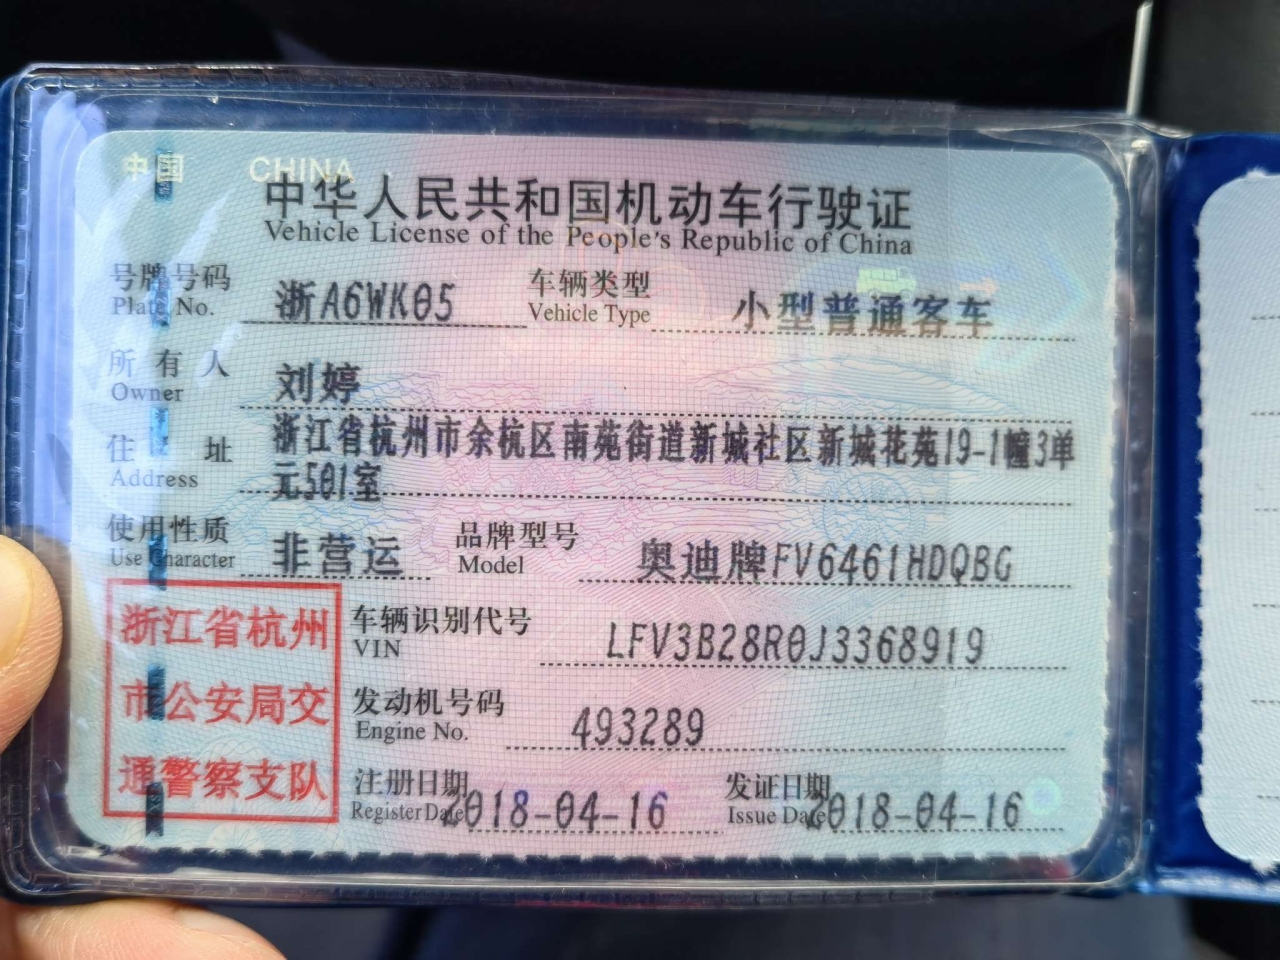 中国 CHINA
中华人民共和国机动车行驶证
Vehicle License of the People's Republic of China
号牌号码 浙A6WK05 车辆类型 小型普通客车
Plate No. Vehicle Type
所有人 刘婷
Owner
住址 浙江省杭州市余杭区南苑街道新城社区新城花苑19-1幢3单
Address 元501室
使用性质 非营运 品牌型号 奥迪牌FV6461HDQBG
Use Character Model
浙江省杭州
市公安局交
通警察支队
车辆识别代号 LFV3B28R0J3368919
VIN
发动机号码 493289
Engine No.
注册日期 2018-04-16 发证日期 2018-04-16
Register Date Issue Date